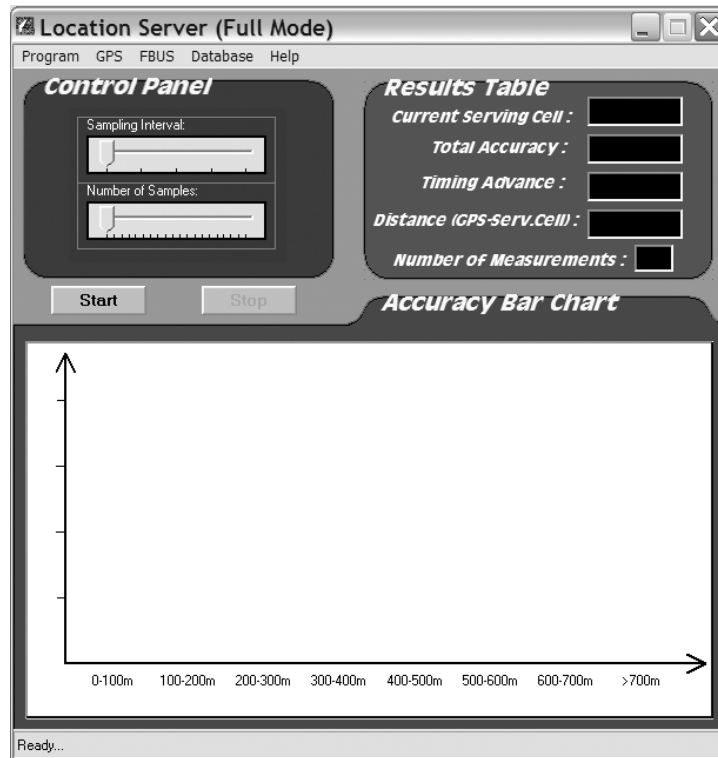 Location Server (Full Mode)
Program GPS FBUS Database Help
Control Panel
Sampling Interval:
Number of Samples:
Start Stop
Results Table
Current Serving Cell :
Total Accuracy :
Timing Advance :
Distance (GPS-Serv.Cell) :
Number of Measurements :
Accuracy Bar Chart
0-100m 100-200m 200-300m 300-400m 400-500m 500-600m 600-700m >700m
Ready...